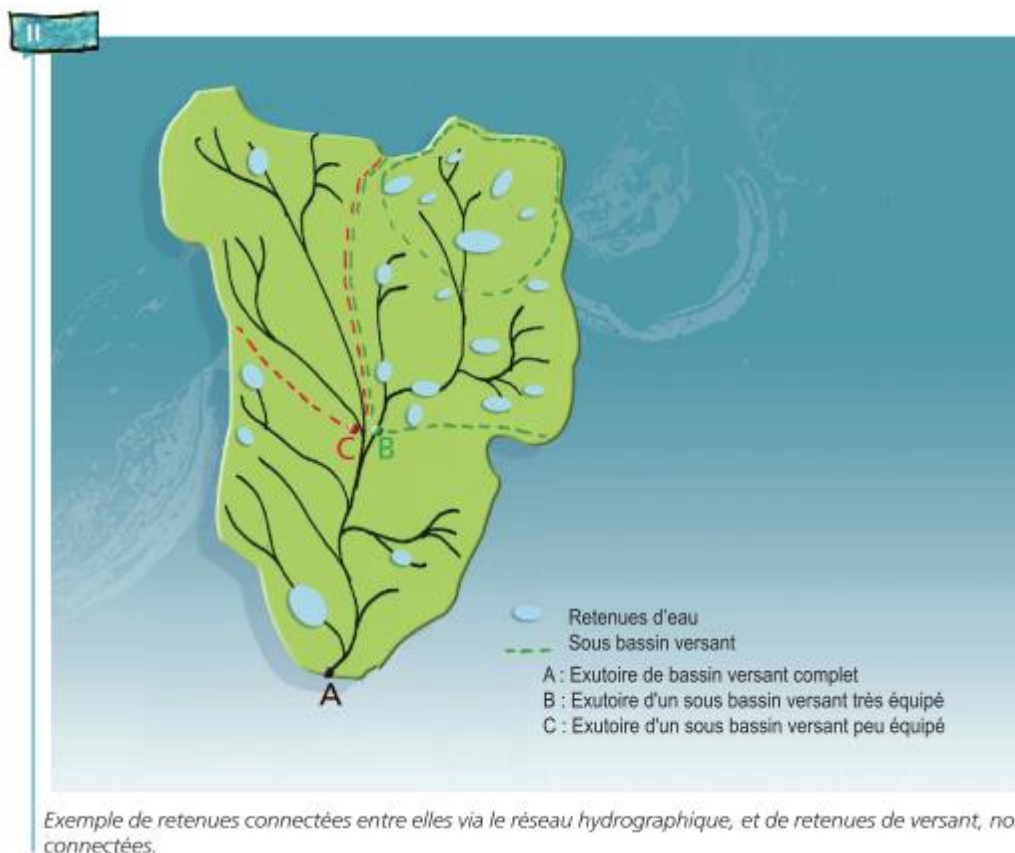 II
C B
A
Retenues d'eau
Sous bassin versant
A : Exutoire de bassin versant complet
B : Exutoire d'un sous bassin versant très équipé
C : Exutoire d'un sous bassin versant peu équipé
Exemple de retenues connectées entre elles via le réseau hydrographique, et de retenues de versant, no
connectées.